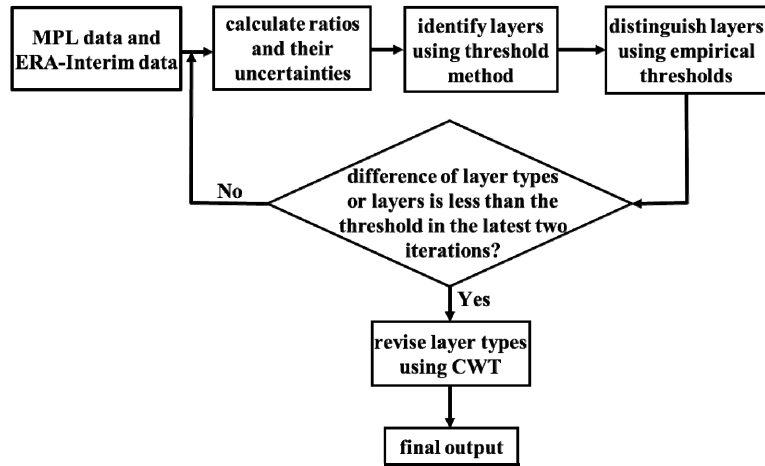 MPL data and
ERA-Interim data
calculate ratios
and their
uncertainties
identify layers
using threshold
method
distinguish layers
using empirical
thresholds
difference of layer types
or layers is less than the
threshold in the latest two
iterations?
No
Yes
revise layer types
using CWT
final output